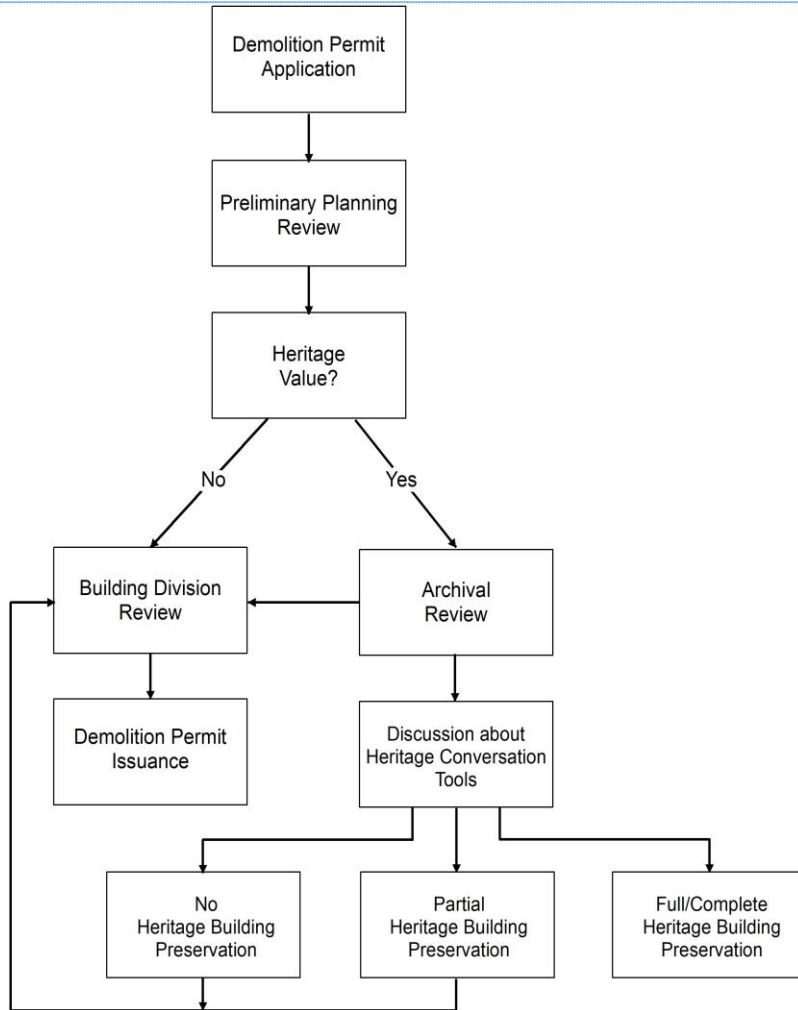 Demolition Permit
Application
Preliminary Planning
Review
Heritage
Value?
No
Yes
Building Division
Review
Archival
Review
Demolition Permit
Issuance
Discussion about
Heritage Conversation
Tools
No
Heritage Building
Preservation
Partial
Heritage Building
Preservation
Full/Complete
Heritage Building
Preservation